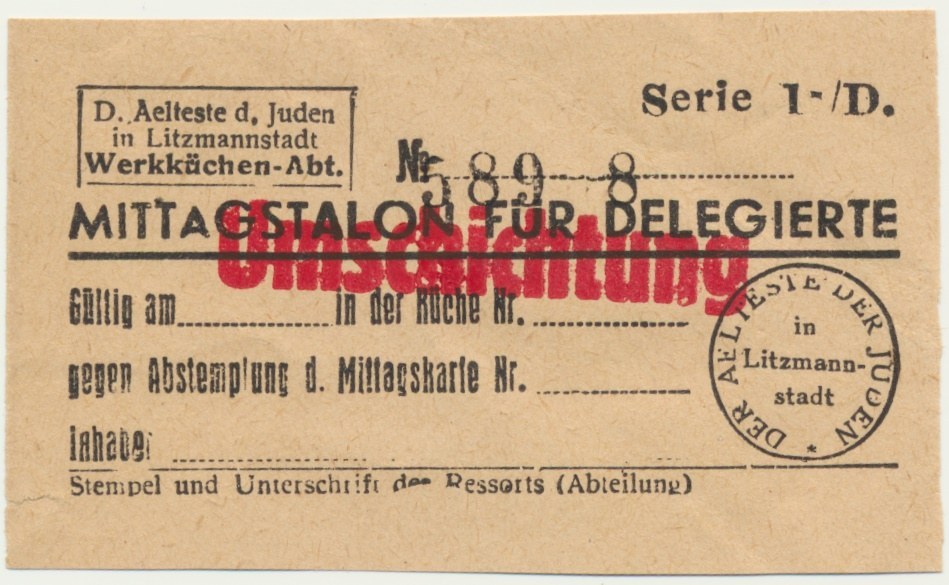 D. Aelteste d. Juden
in Litzmannstadt
Werkküchen-Abt.
Serie 1-/D.
№ 589 8
MITTAGSTALON FÜR DELEGIERTE
Umschichtung
Gültig am in der Küche Nr.
gegen Abstemplung d. Mittagskarte Nr.
Inhaber
Stempel und Unterschrift des Ressorts (Abteilung)
DER AELTESTE DER JUDEN *
in
Litzmann-
stadt